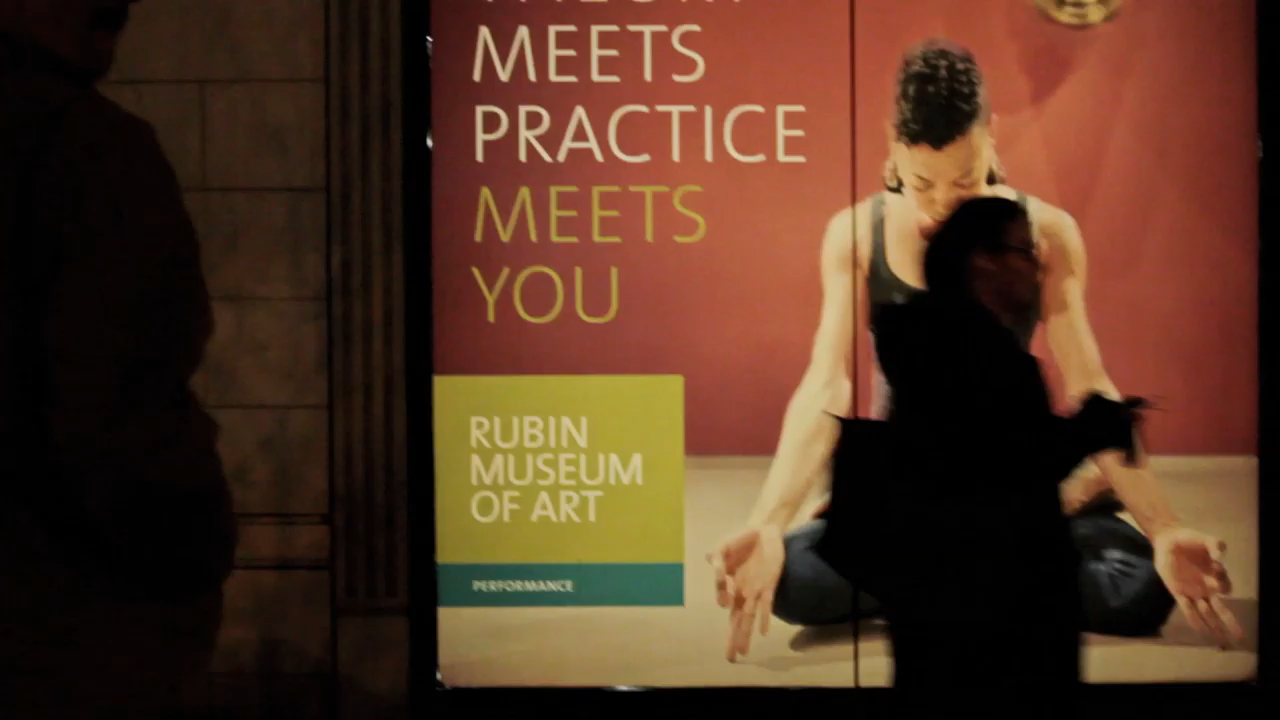 MEETS
PRACTICE
MEETS
YOU
RUBIN
MUSEUM
OF ART
PERFORMANCE